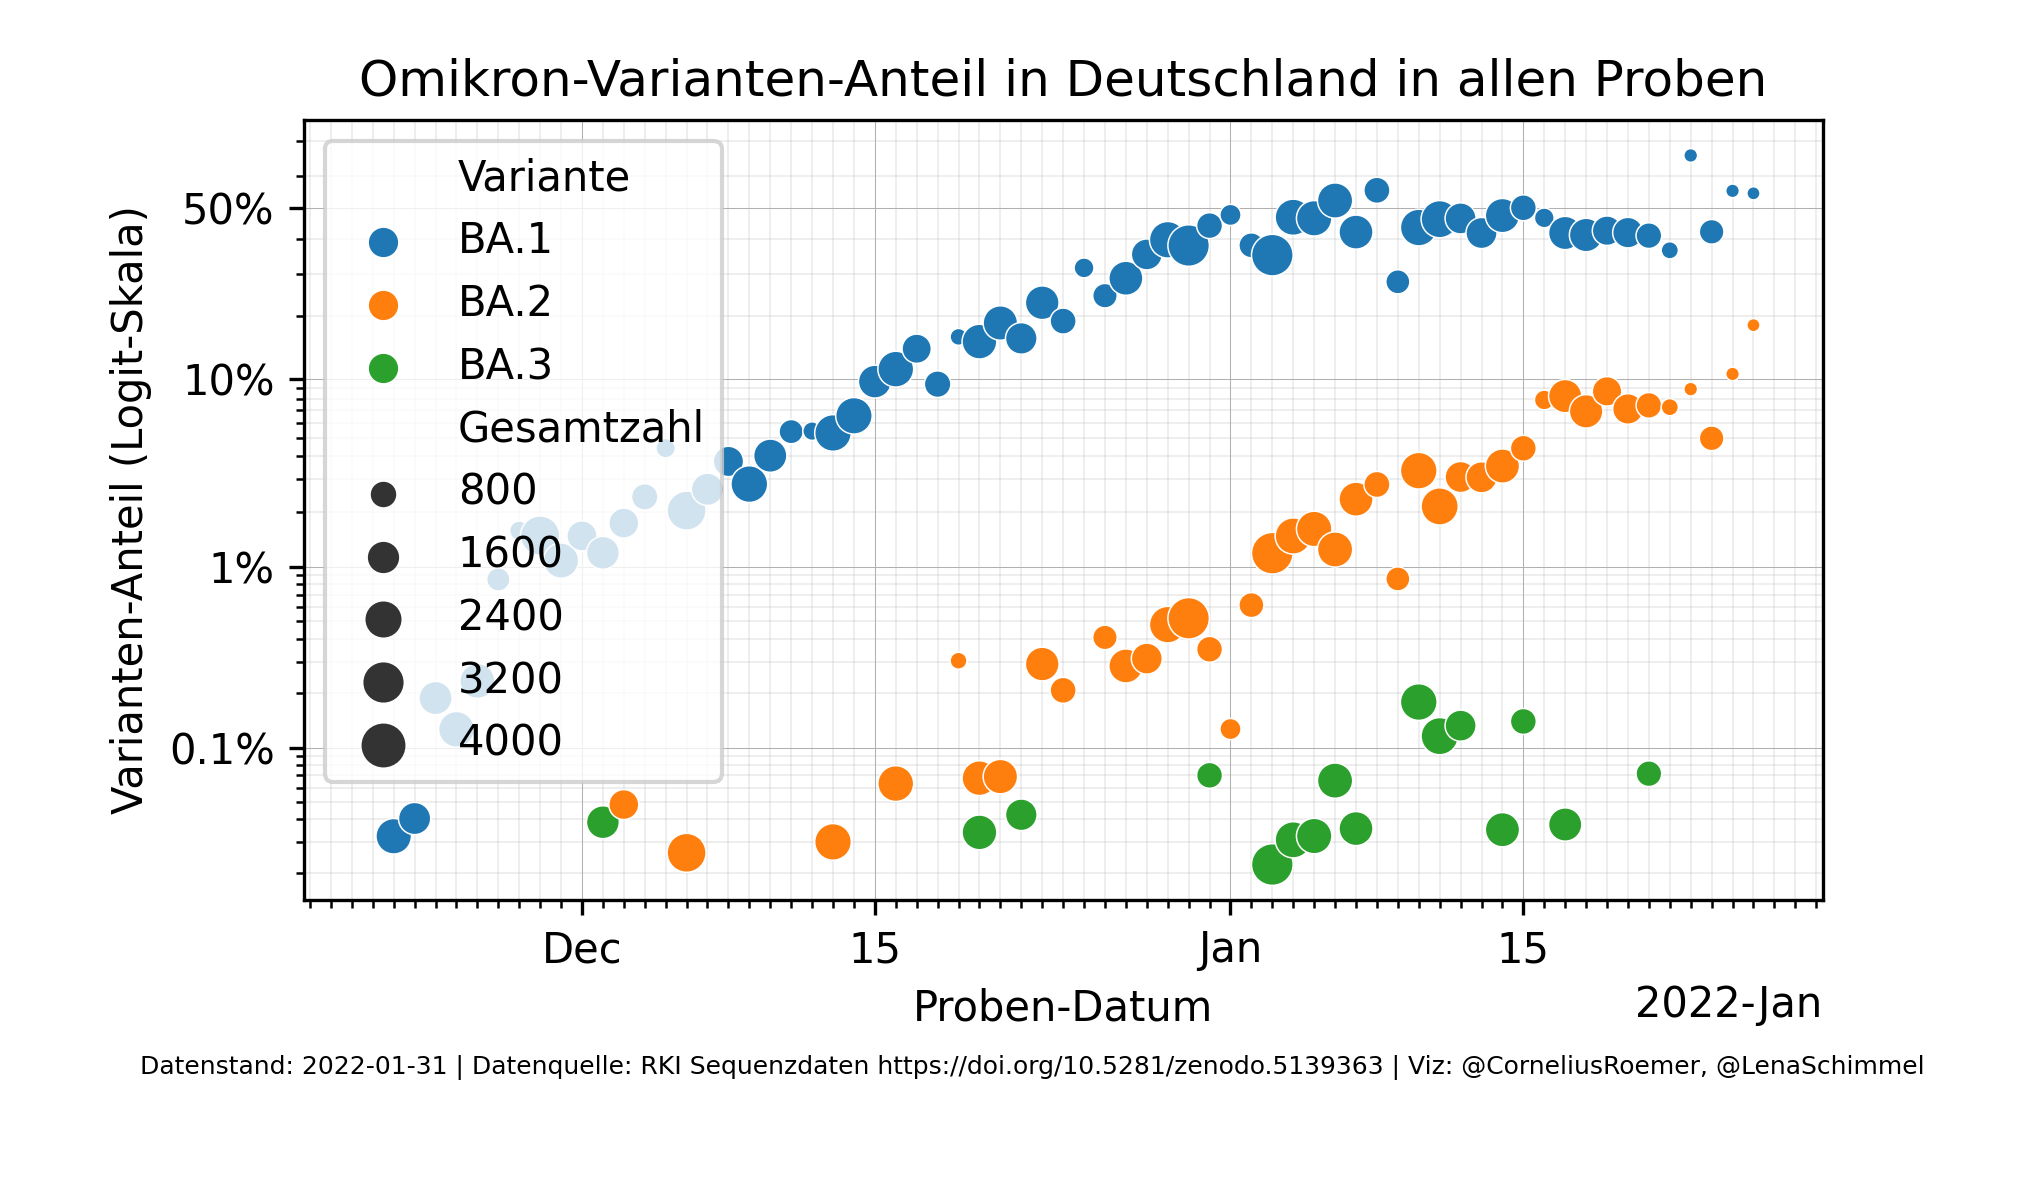 Omikron-Varianten-Anteil in Deutschland in allen Proben
Varianten-Anteil (Logit-Skala)
50%
10%
1%
0.1%
Variante
BA.1
BA.2
BA.3
Gesamtzahl
800
1600
2400
3200
4000
Dec
15
Jan
15
Proben-Datum
2022-Jan
Datenstand: 2022-01-31 | Datenquelle: RKI Sequenzdaten https://doi.org/10.5281/zenodo.5139363 | Viz: @CorneliusRoemer, @LenaSchimmel